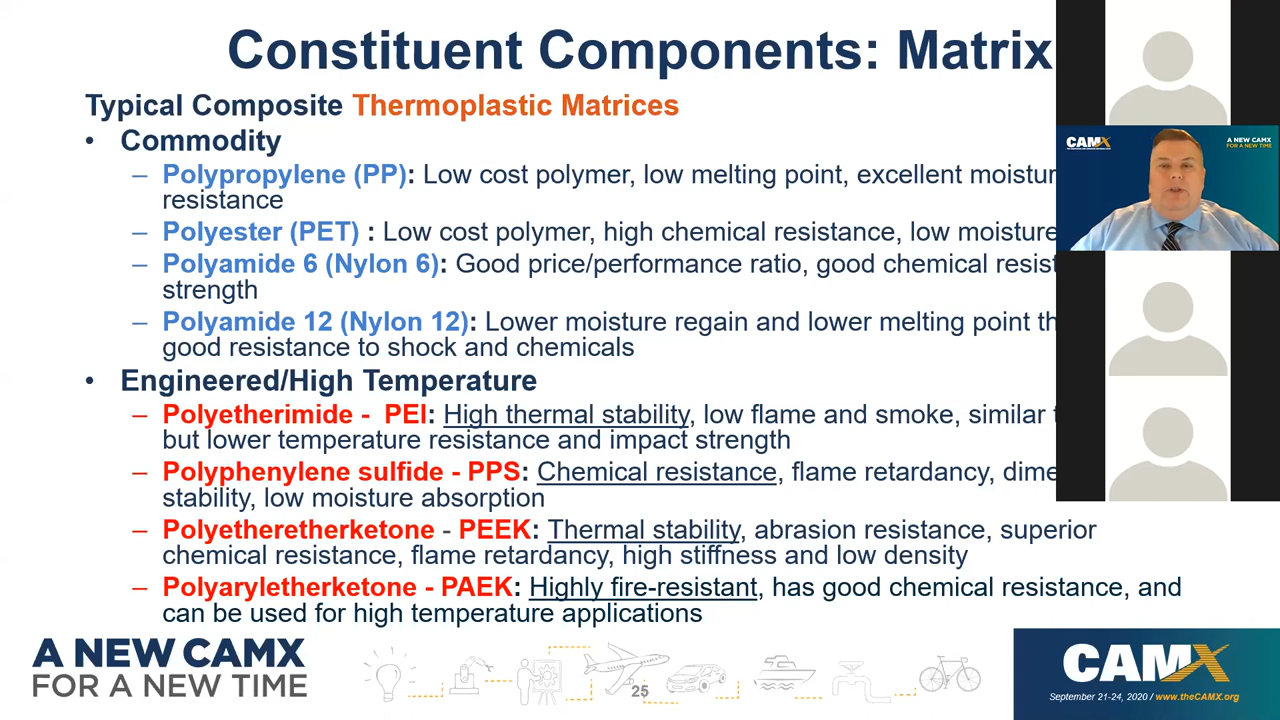 Constituent Components: Matrix
Typical Composite Thermoplastic Matrices
• Commodity
– Polypropylene (PP): Low cost polymer, low melting point, excellent
resistance
– Polyester (PET) : Low cost polymer, high chemical resistance, low moisture
– Polyamide 6 (Nylon 6): Good price/performance ratio, good chemical
strength
– Polyamide 12 (Nylon 12): Lower moisture regain and lower melting point
good resistance to shock and chemicals
• Engineered/High Temperature
– Polyetherimide - PEI: High thermal stability, low flame and smoke, similar
but lower temperature resistance and impact strength
– Polyphenylene sulfide - PPS: Chemical resistance, flame retardancy,
stability, low moisture absorption
– Polyetheretherketone - PEEK: Thermal stability, abrasion resistance, superior
chemical resistance, flame retardancy, high stiffness and low density
– Polyaryletherketone - PAEK: Highly fire-resistant, has good chemical resistance, and
can be used for high temperature applications
CAMX
A NEW CAMX
FOR A NEW TIME
A NEW CAMX
FOR A NEW TIME
25
CAMX
September 21-24, 2020 / www.theCAMX.org